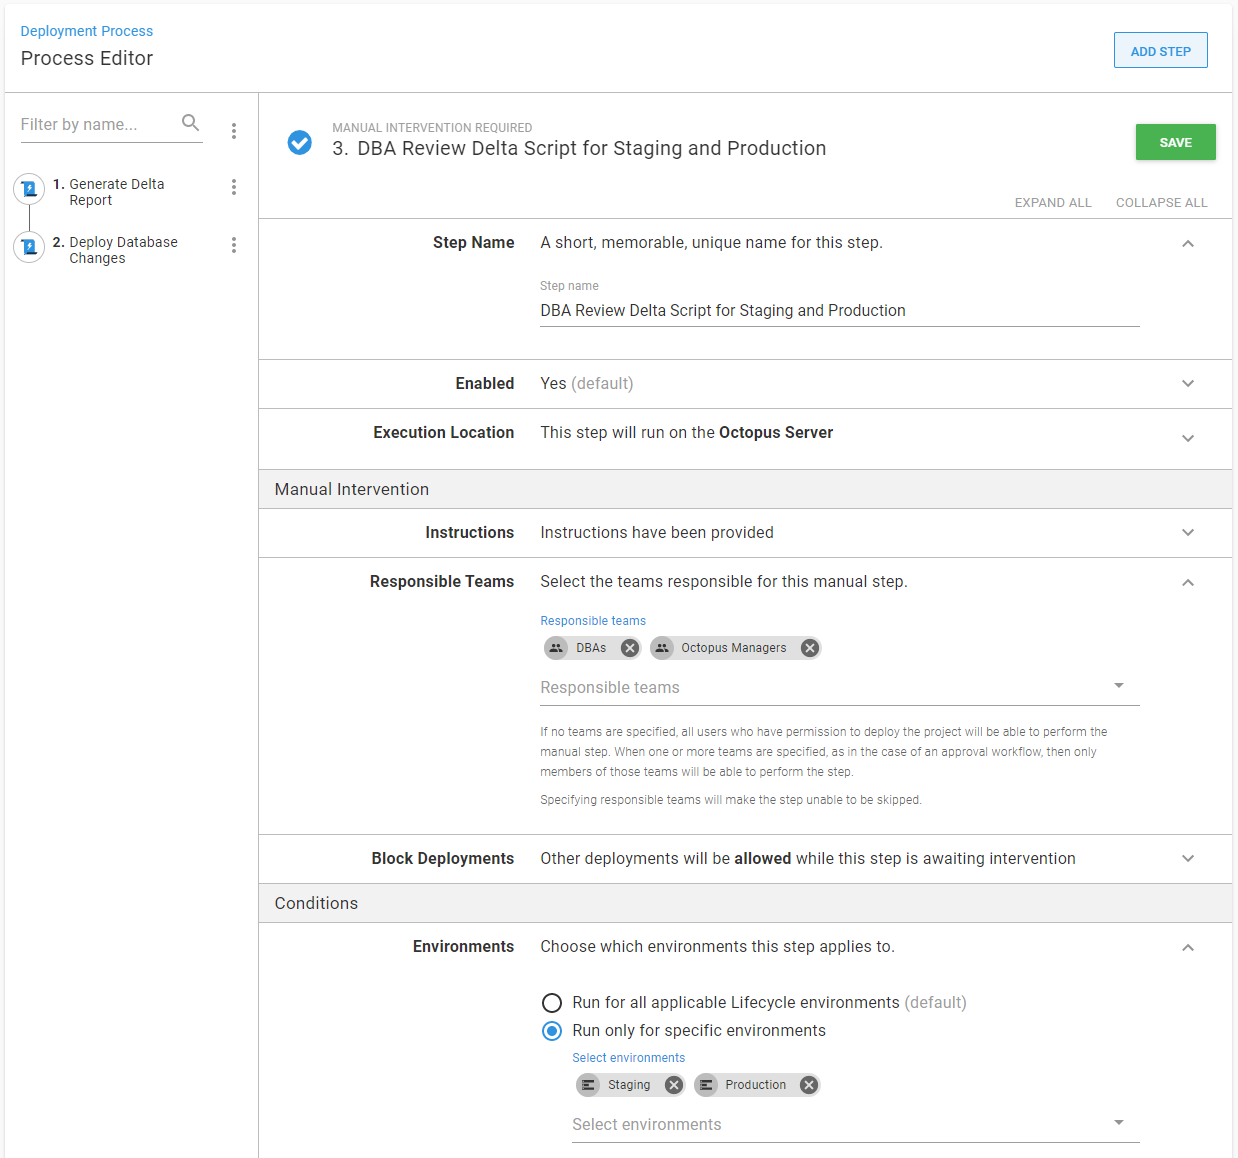 Deployment Process
Process Editor
ADD STEP
Filter by name...
1. Generate Delta
Report
2. Deploy Database
Changes
MANUAL INTERVENTION REQUIRED
3. DBA Review Delta Script for Staging and Production
SAVE
EXPAND ALL COLLAPSE ALL
Step Name A short, memorable, unique name for this step.
Step name
DBA Review Delta Script for Staging and Production
Enabled Yes (default)
Execution Location This step will run on the Octopus Server
Manual Intervention
Instructions Instructions have been provided
Responsible Teams Select the teams responsible for this manual step.
Responsible teams
DBAs Octopus Managers
Responsible teams
If no teams are specified, all users who have permission to deploy the project will be able to perform the
manual step. When one or more teams are specified, as in the case of an approval workflow, then only
members of those teams will be able to perform the step.
Specifying responsible teams will make the step unable to be skipped.
Block Deployments Other deployments will be allowed while this step is awaiting intervention
Conditions
Environments Choose which environments this step applies to.
Run for all applicable Lifecycle environments (default)
Run only for specific environments
Select environments
Staging Production
Select environments